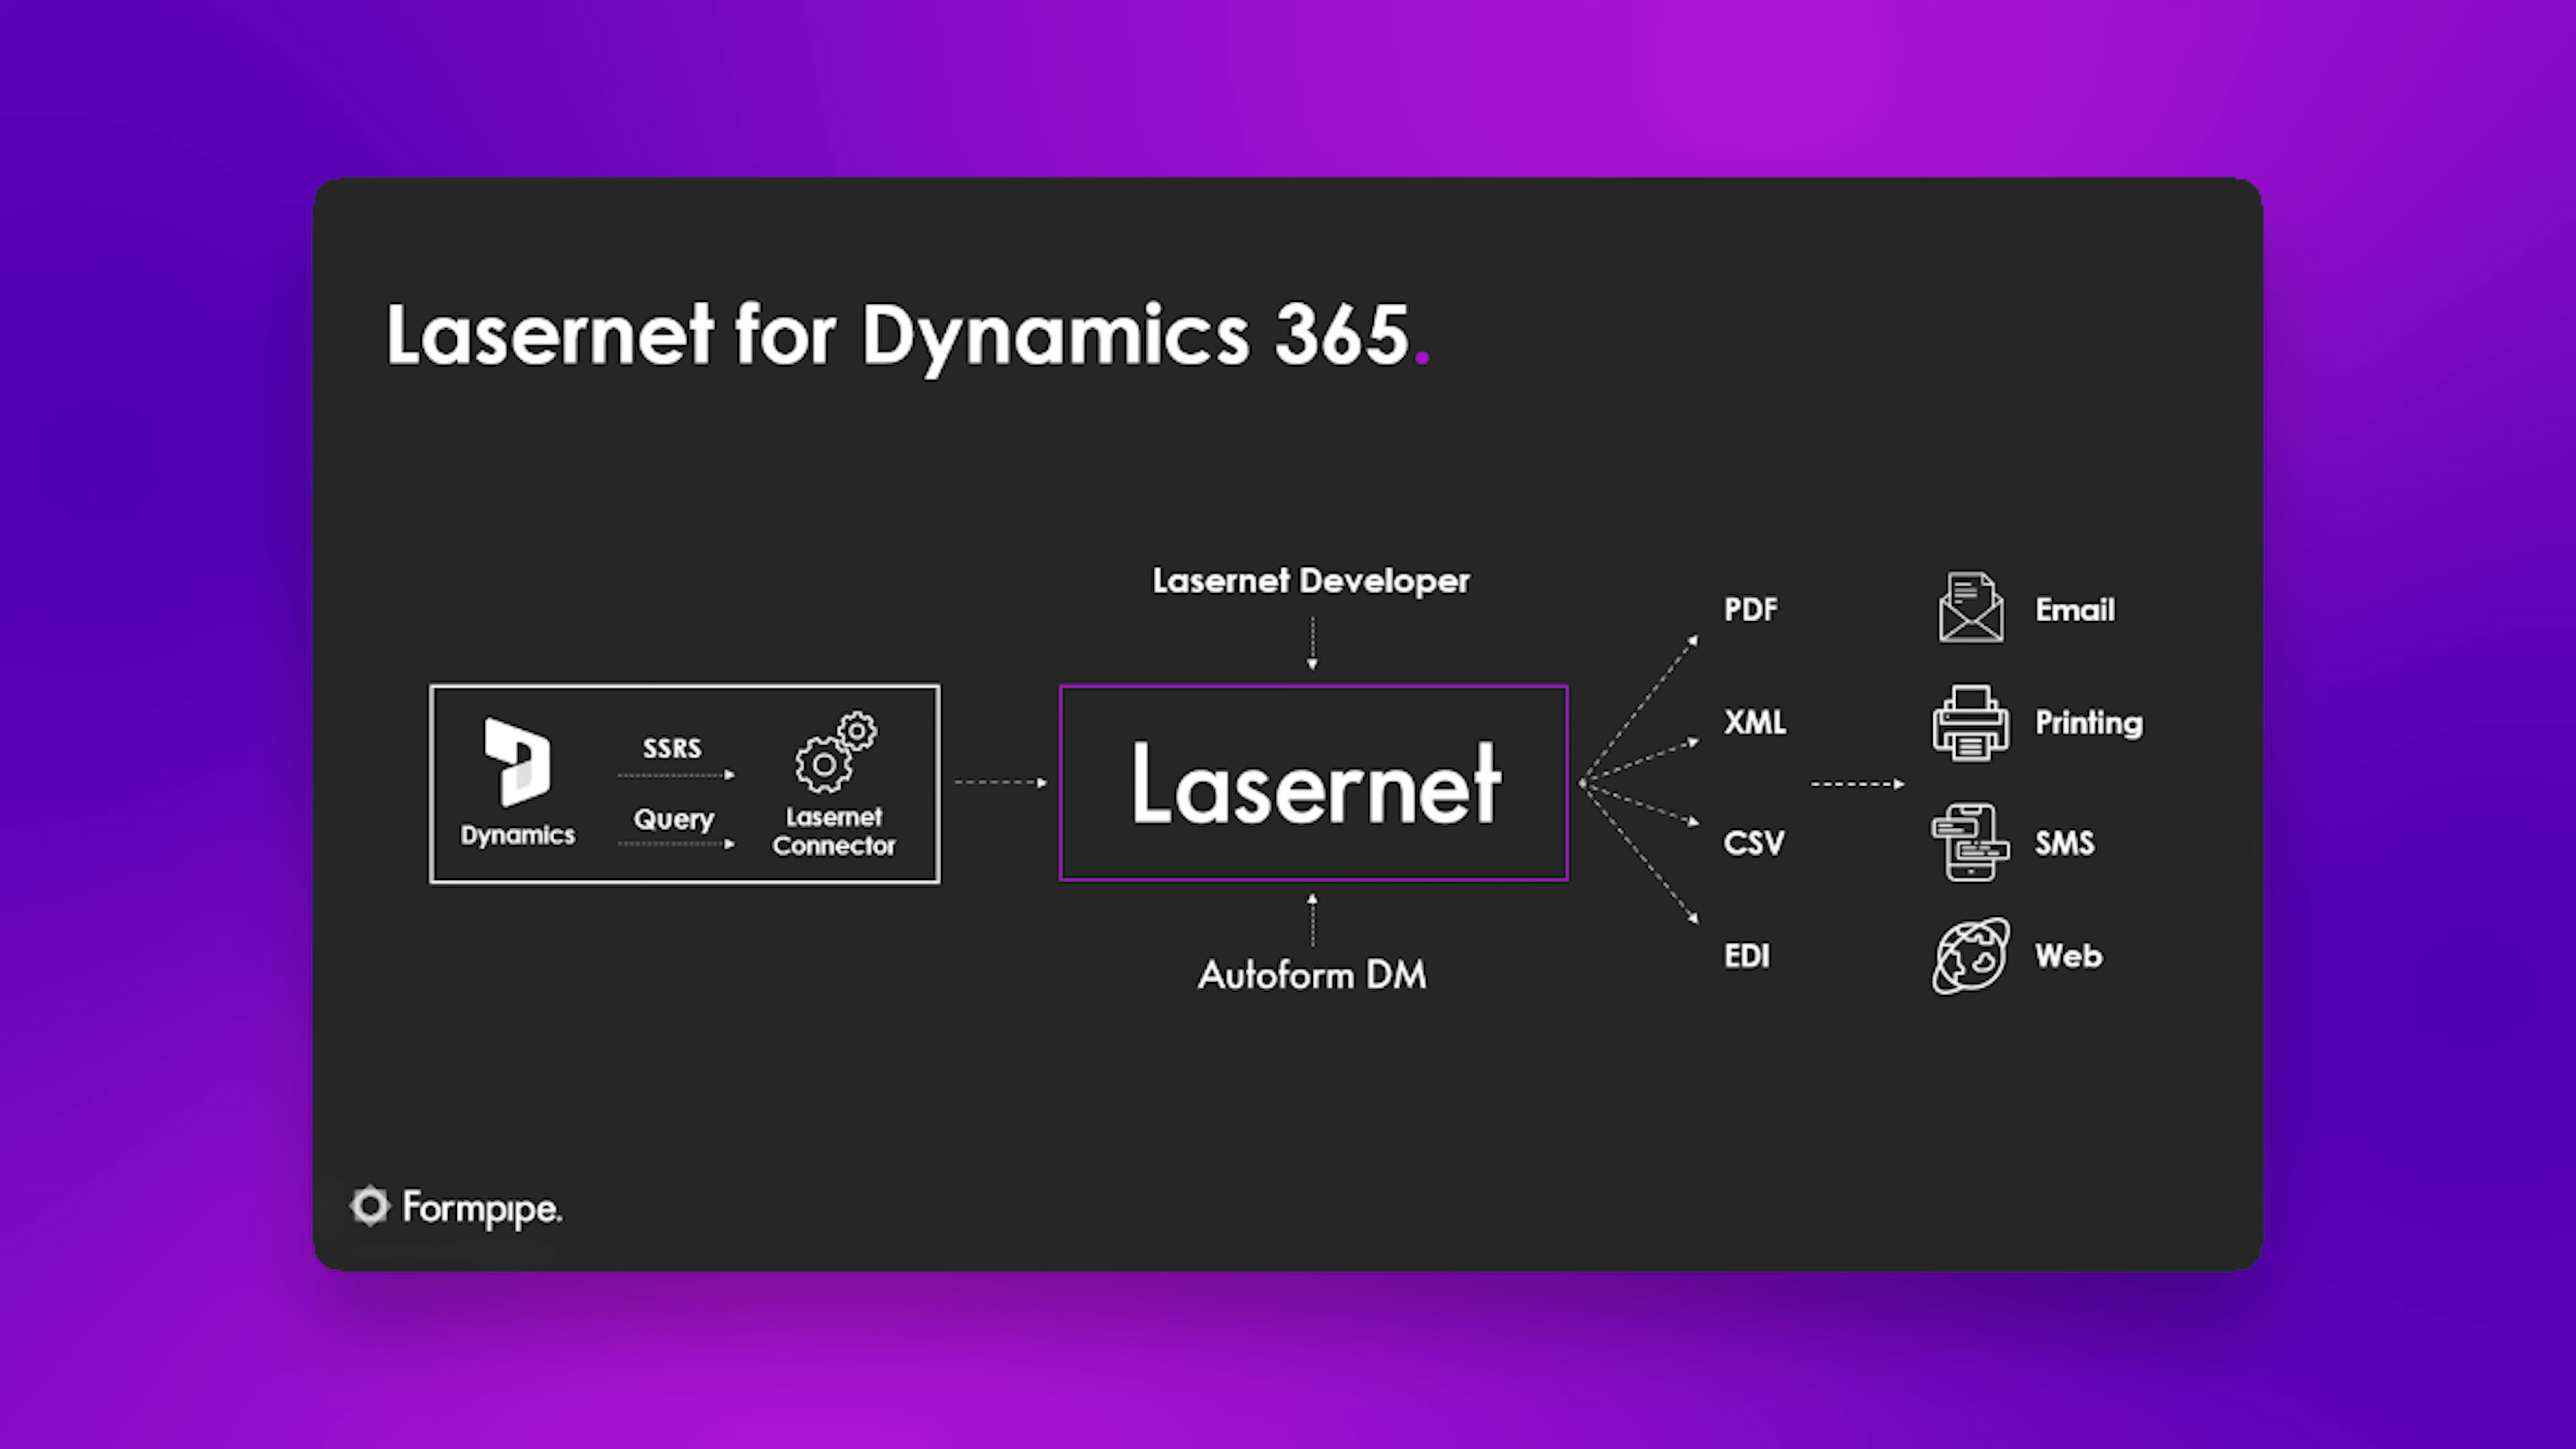 Lasernet for Dynamics 365.
Dynamics
SSRS
Query
Lasernet
Connector
Lasernet Developer
Lasernet
Autoform DM
PDF
XML
CSV
EDI
Email
Printing
SMS
Web
Formpipe.